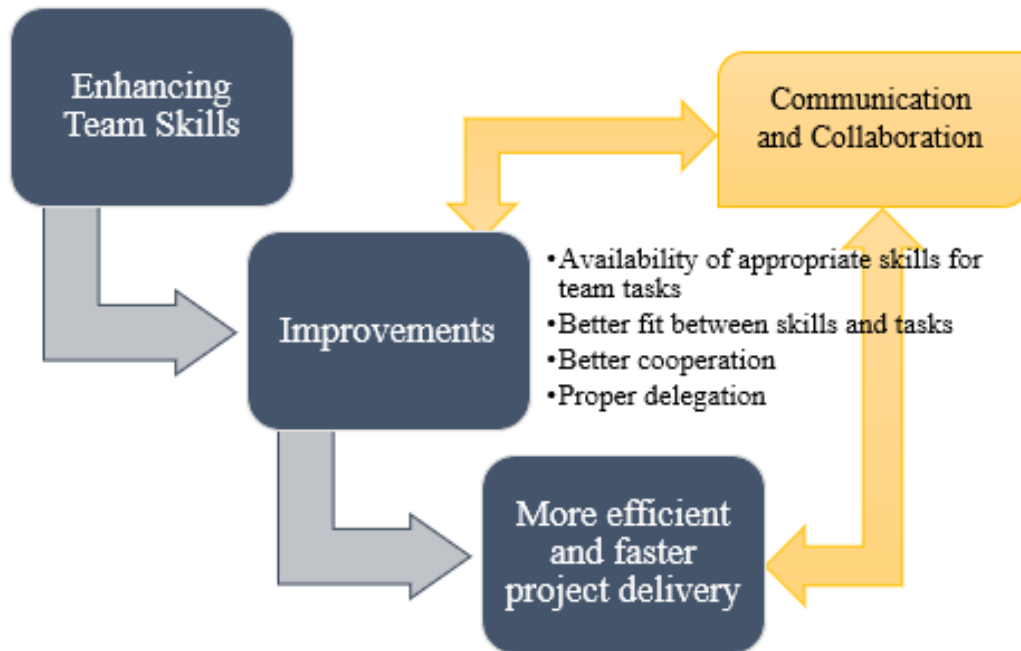 Enhancing
Team Skills
Communication
and Collaboration
Improvements
•Availability of appropriate skills for
team tasks
•Better fit between skills and tasks
•Better cooperation
•Proper delegation
More efficient
and faster
project delivery